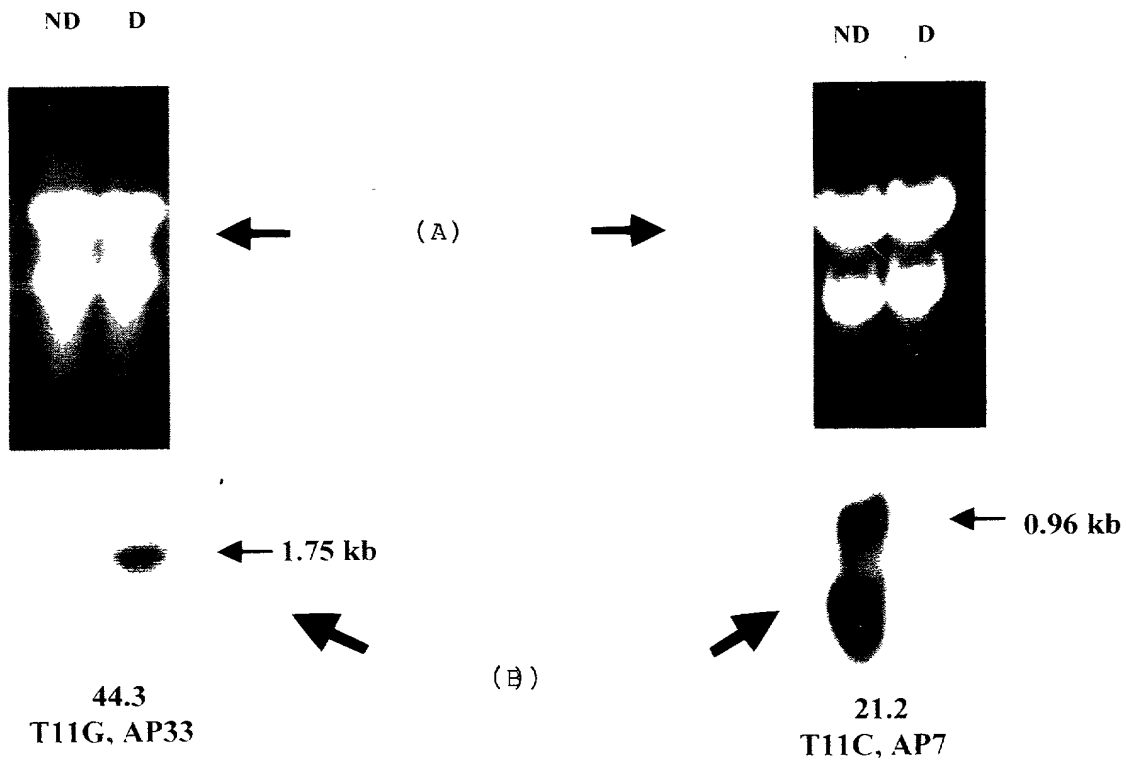 ND D
ND D
(A)
1.75 kb
0.96 kb
(B)
44.3
T11G, AP33
21.2
T11C, AP7